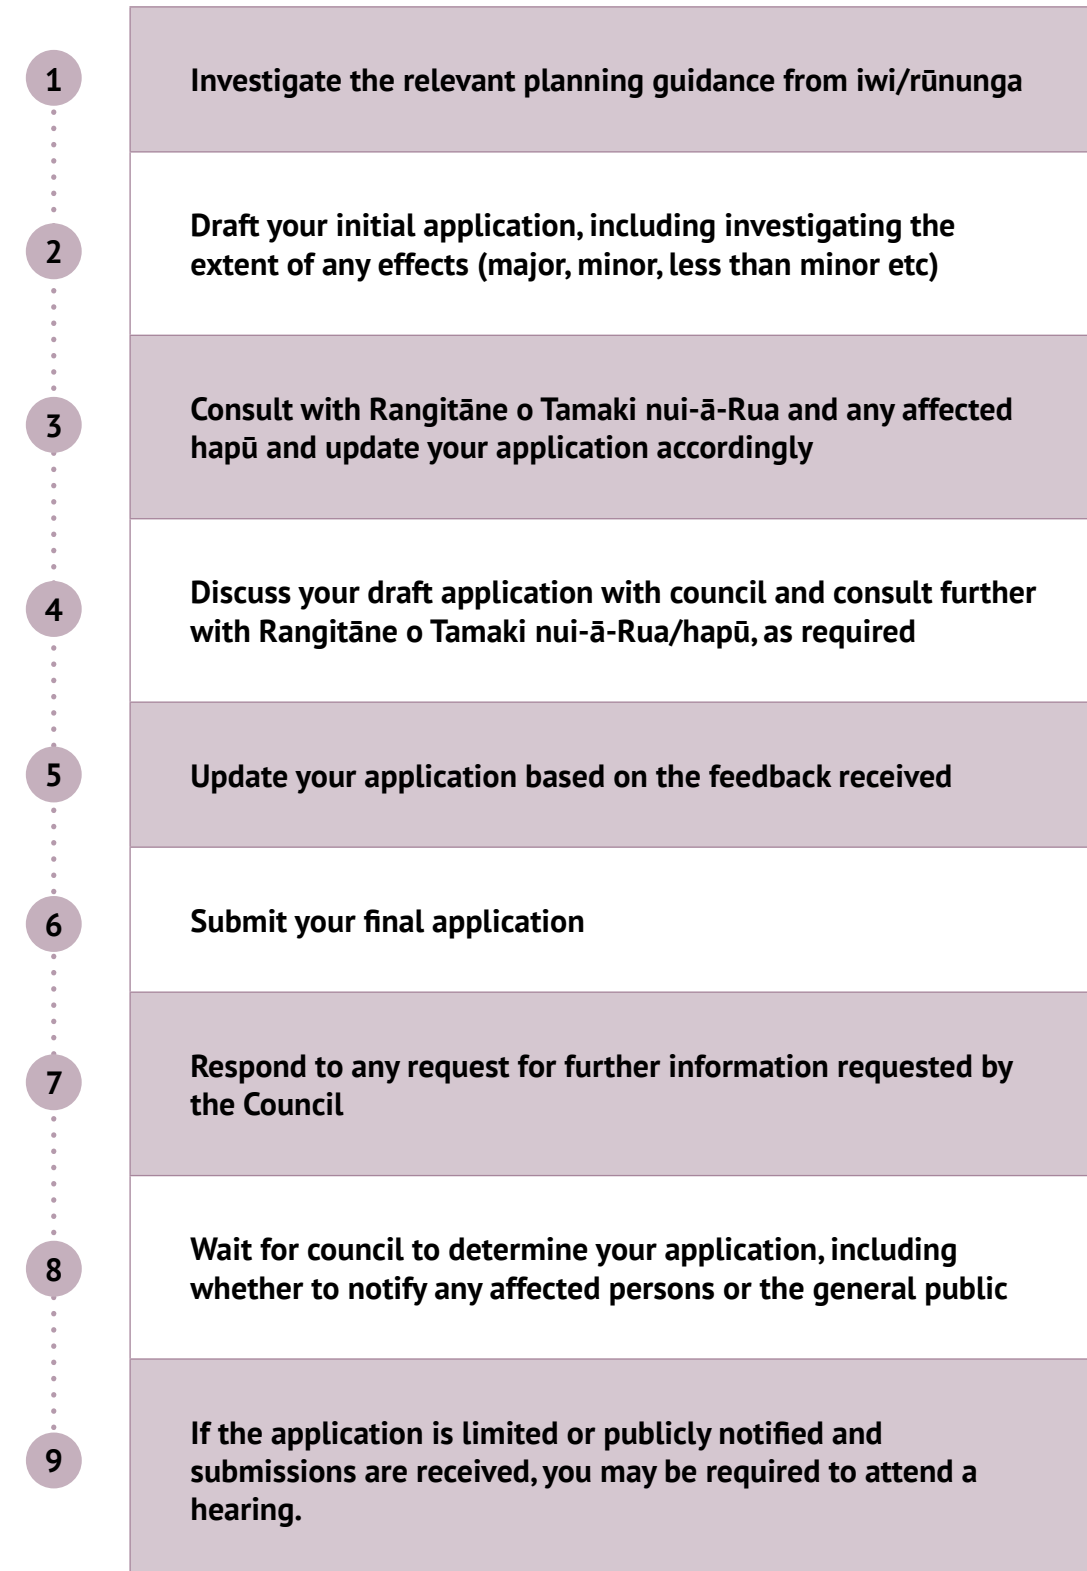 1
Investigate the relevant planning guidance from iwi/rūnunga
2
Draft your initial application, including investigating the
extent of any effects (major, minor, less than minor etc)
3
Consult with Rangitāne o Tamaki nui-ā-Rua and any affected
hapū and update your application accordingly
4
Discuss your draft application with council and consult further
with Rangitāne o Tamaki nui-ā-Rua/hapū, as required
5
Update your application based on the feedback received
6
Submit your final application
7
Respond to any request for further information requested by
the Council
8
Wait for council to determine your application, including
whether to notify any affected persons or the general public
9
If the application is limited or publicly notified and
submissions are received, you may be required to attend a
hearing.